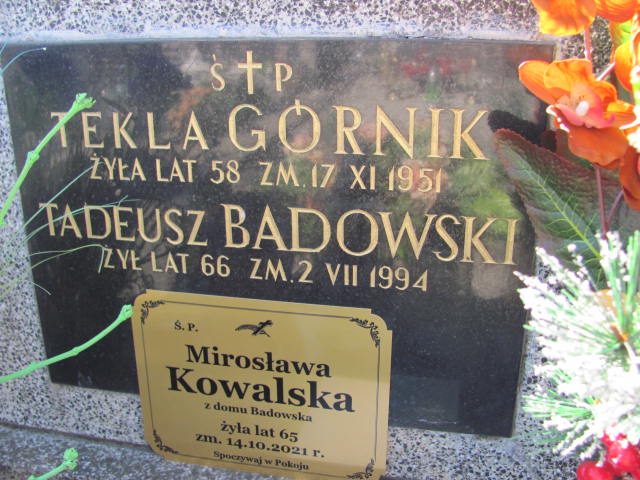 Ś † P
TEKLA GÓRNIK
ŻYŁA LAT 58 ZM. 17 XI 1951
TADEUSZ BADOWSKI
ŻYŁ LAT 66 ZM. 2 VII 1994
Ś. P.
Mirosława
Kowalska
z domu Badowska
żyła lat 65
zm. 14.10.2021 r.
Spoczywaj w Pokoju